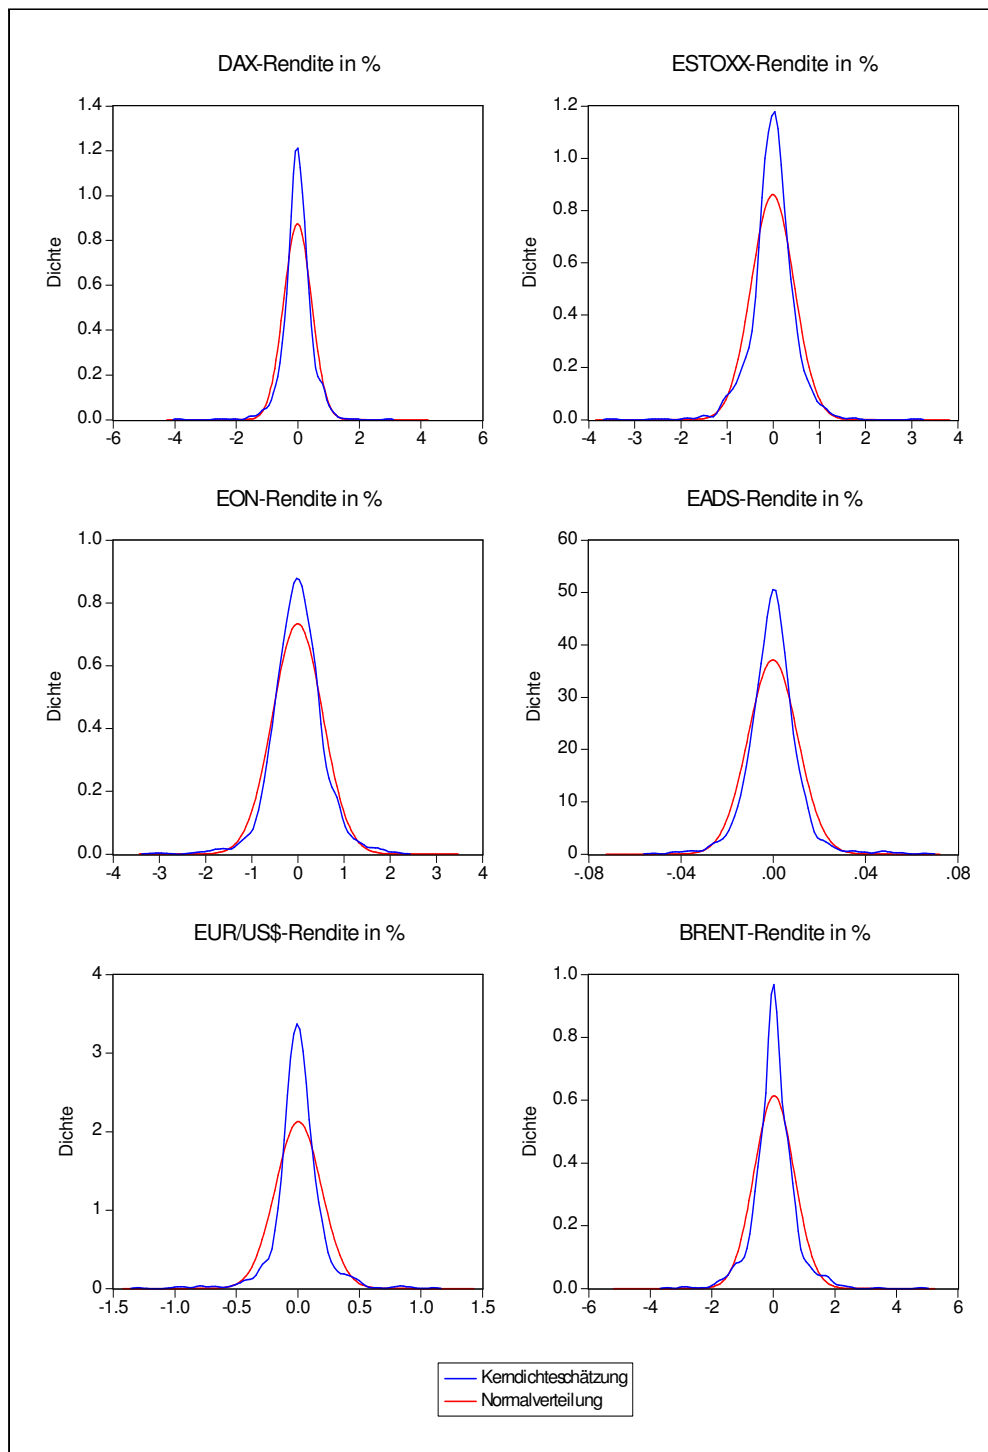 DAX-Rendite in %
ESTOXX-Rendite in %
1.4
1.2
1.0
0.8
0.6
0.4
0.2
0.0
Dichte
-6 -4 -2 0 2 4 6
1.2
1.0
0.8
0.6
0.4
0.2
0.0
Dichte
-4 -3 -2 -1 0 1 2 3 4
EON-Rendite in %
EADS-Rendite in %
1.0
0.8
0.6
0.4
0.2
0.0
Dichte
-4 -3 -2 -1 0 1 2 3 4
60
50
40
30
20
10
0
Dichte
-.08 -.04 .00 .04 .08
EUR/US$-Rendite in %
BRENT-Rendite in %
4
3
2
1
0
Dichte
-1.5 -1.0 -0.5 0.0 0.5 1.0 1.5
1.0
0.8
0.6
0.4
0.2
0.0
Dichte
-6 -4 -2 0 2 4 6
Kerndichteschätzung
Normalverteilung